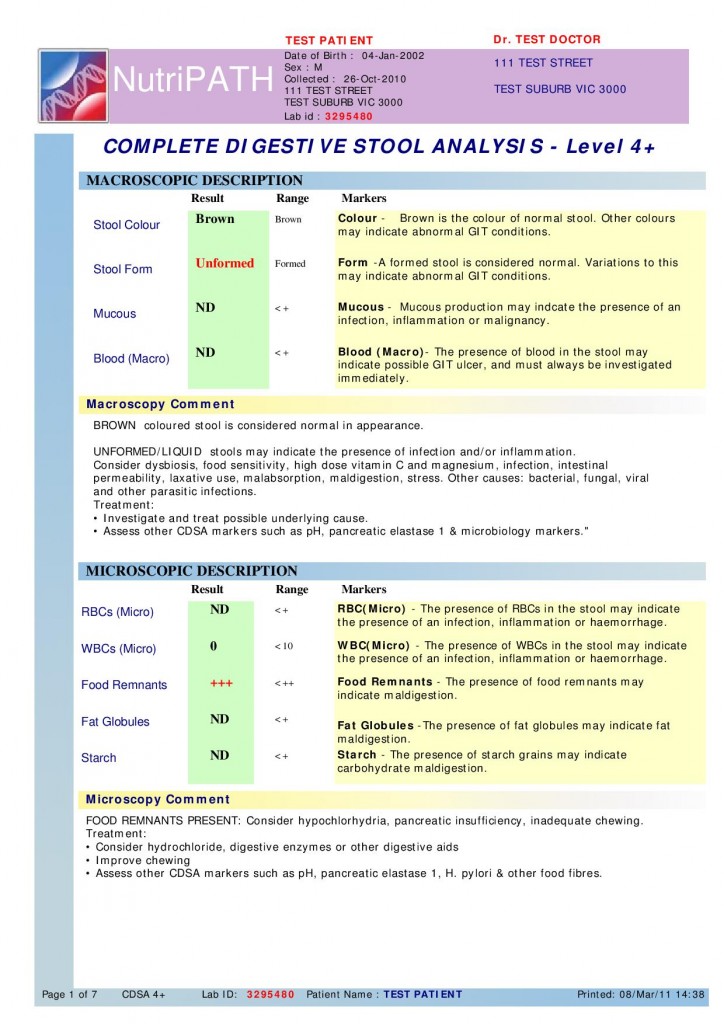 TEST PATIENT
Dr. TEST DOCTOR
NutriPATH
Date of Birth : 04-Jan-2002
Sex : M
Collected : 26-Oct-2010
111 TEST STREET
TEST SUBURB VIC 3000
Lab id : 3295480
111 TEST STREET
TEST SUBURB VIC 3000
COMPLETE DIGESTIVE STOOL ANALYSIS - Level 4+
MACROSCOPIC DESCRIPTION
Result Range Markers
Stool Colour Brown Brown Colour - Brown is the colour of normal stool. Other colours
may indicate abnormal GIT conditions.
Stool Form Unformed Formed Form -A formed stool is considered normal. Variations to this
may indicate abnormal GIT conditions.
Mucous ND <+ Mucous - Mucous production may indcate the presence of an
infection, inflammation or malignancy.
Blood (Macro) ND <+ Blood (Macro)- The presence of blood in the stool may
indicate possible GIT ulcer, and must always be investigated
immediately.
Macroscopy Comment
BROWN coloured stool is considered normal in appearance.
UNFORMED/LIQUID stools may indicate the presence of infection and/or inflammation.
Consider dysbiosis, food sensitivity, high dose vitamin C and magnesium, infection, intestinal
permeability, laxative use, malabsorption, maldigestion, stress. Other causes: bacterial, fungal, viral
and other parasitic infections.
Treatment:
• Investigate and treat possible underlying cause.
• Assess other CDSA markers such as pH, pancreatic elastase 1 & microbiology markers."
MICROSCOPIC DESCRIPTION
Result Range Markers
RBCs (Micro) ND <+ RBC(Micro) - The presence of RBCs in the stool may indicate
the presence of an infection, inflammation or haemorrhage.
WBCs (Micro) 0 <10 WBC(Micro) - The presence of WBCs in the stool may indicate
the presence of an infection, inflammation or haemorrhage.
Food Remnants +++ <++ Food Remnants - The presence of food remnants may
indicate maldigestion.
Fat Globules ND <+ Fat Globules -The presence of fat globules may indicate fat
maldigestion.
Starch ND <+ Starch - The presence of starch grains may indicate
carbohydrate maldigestion.
Microscopy Comment
FOOD REMNANTS PRESENT: Consider hypochlorhydria, pancreatic insufficiency, inadequate chewing.
Treatment:
• Consider hydrochloride, digestive enzymes or other digestive aids
• Improve chewing
• Assess other CDSA markers such as pH, pancreatic elastase 1, H. pylori & other food fibres.
Page 1 of 7 CDSA 4+ Lab ID: 3295480 Patient Name : TEST PATIENT Printed: 08/Mar/11 14:38